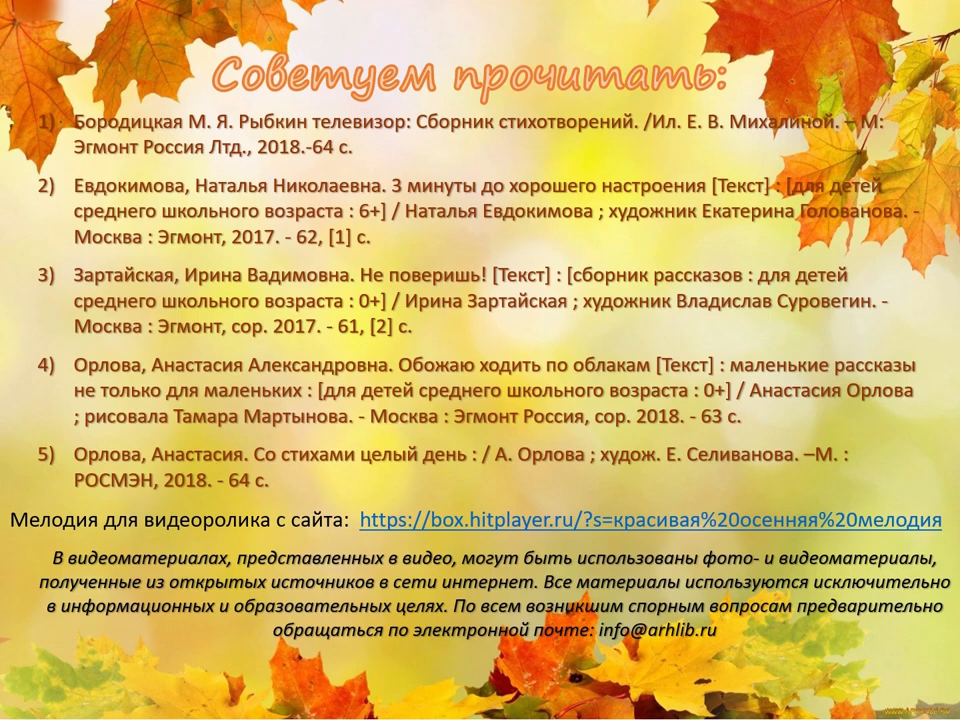 Советуем прочитать:
1) Бородицкая М. Я. Рыбкин телевизор: Сборник стихотворений. /Ил. Е. В. Михалиной. – М:
Эгмонт Россия Лтд., 2018.-64 с.
2) Евдокимова, Наталья Николаевна. 3 минуты до хорошего настроения [Текст] : [для детей
среднего школьного возраста : 6+] / Наталья Евдокимова ; художник Екатерина Голованова. -
Москва : Эгмонт, 2017. - 62, [1] с.
3) Зартайская, Ирина Вадимовна. Не поверишь! [Текст] : [сборник рассказов : для детей
среднего школьного возраста : 0+] / Ирина Зартайская ; художник Владислав Суровегин. -
Москва : Эгмонт, сор. 2017. - 61, [2] с.
4) Орлова, Анастасия Александровна. Обожаю ходить по облакам [Текст] : маленькие рассказы
не только для маленьких : [для детей среднего школьного возраста : 0+] / Анастасия Орлова
; рисовала Тамара Мартынова. - Москва : Эгмонт Россия, сор. 2018. - 63 с.
5) Орлова, Анастасия. Со стихами целый день : / А. Орлова ; худож. Е. Селиванова. –М. :
РОСМЭН, 2018. - 64 с.
Мелодия для видеоролика с сайта: https://box.hitplayer.ru/?s=красивая%20осенняя%20мелодия
В видеоматериалах, представленных в видео, могут быть использованы фото- и видеоматериалы,
полученные из открытых источников в сети интернет. Все материалы используются исключительно
в информационных и образовательных целях. По всем возникшим спорным вопросам предварительно
обращаться по электронной почте: info@arhlib.ru